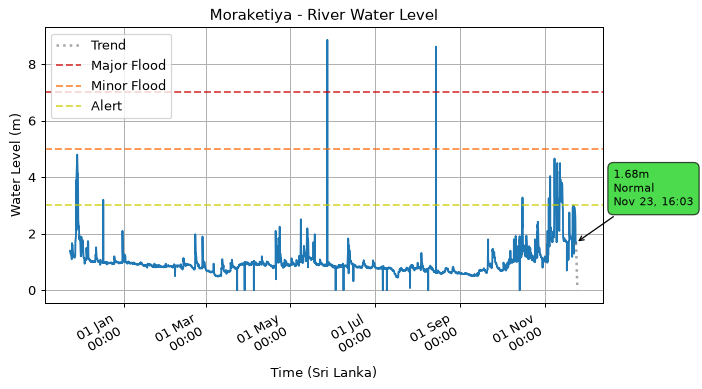 Moraketiya - River Water Level
Trend
Major Flood
Minor Flood
Alert
Water Level (m)
8
6
4
2
0
1.68m
Normal
Nov 23, 16:03
01 Jan
00:00
01 Mar
00:00
01 May
00:00
01 Jul
00:00
01 Sep
00:00
01 Nov
00:00
Time (Sri Lanka)